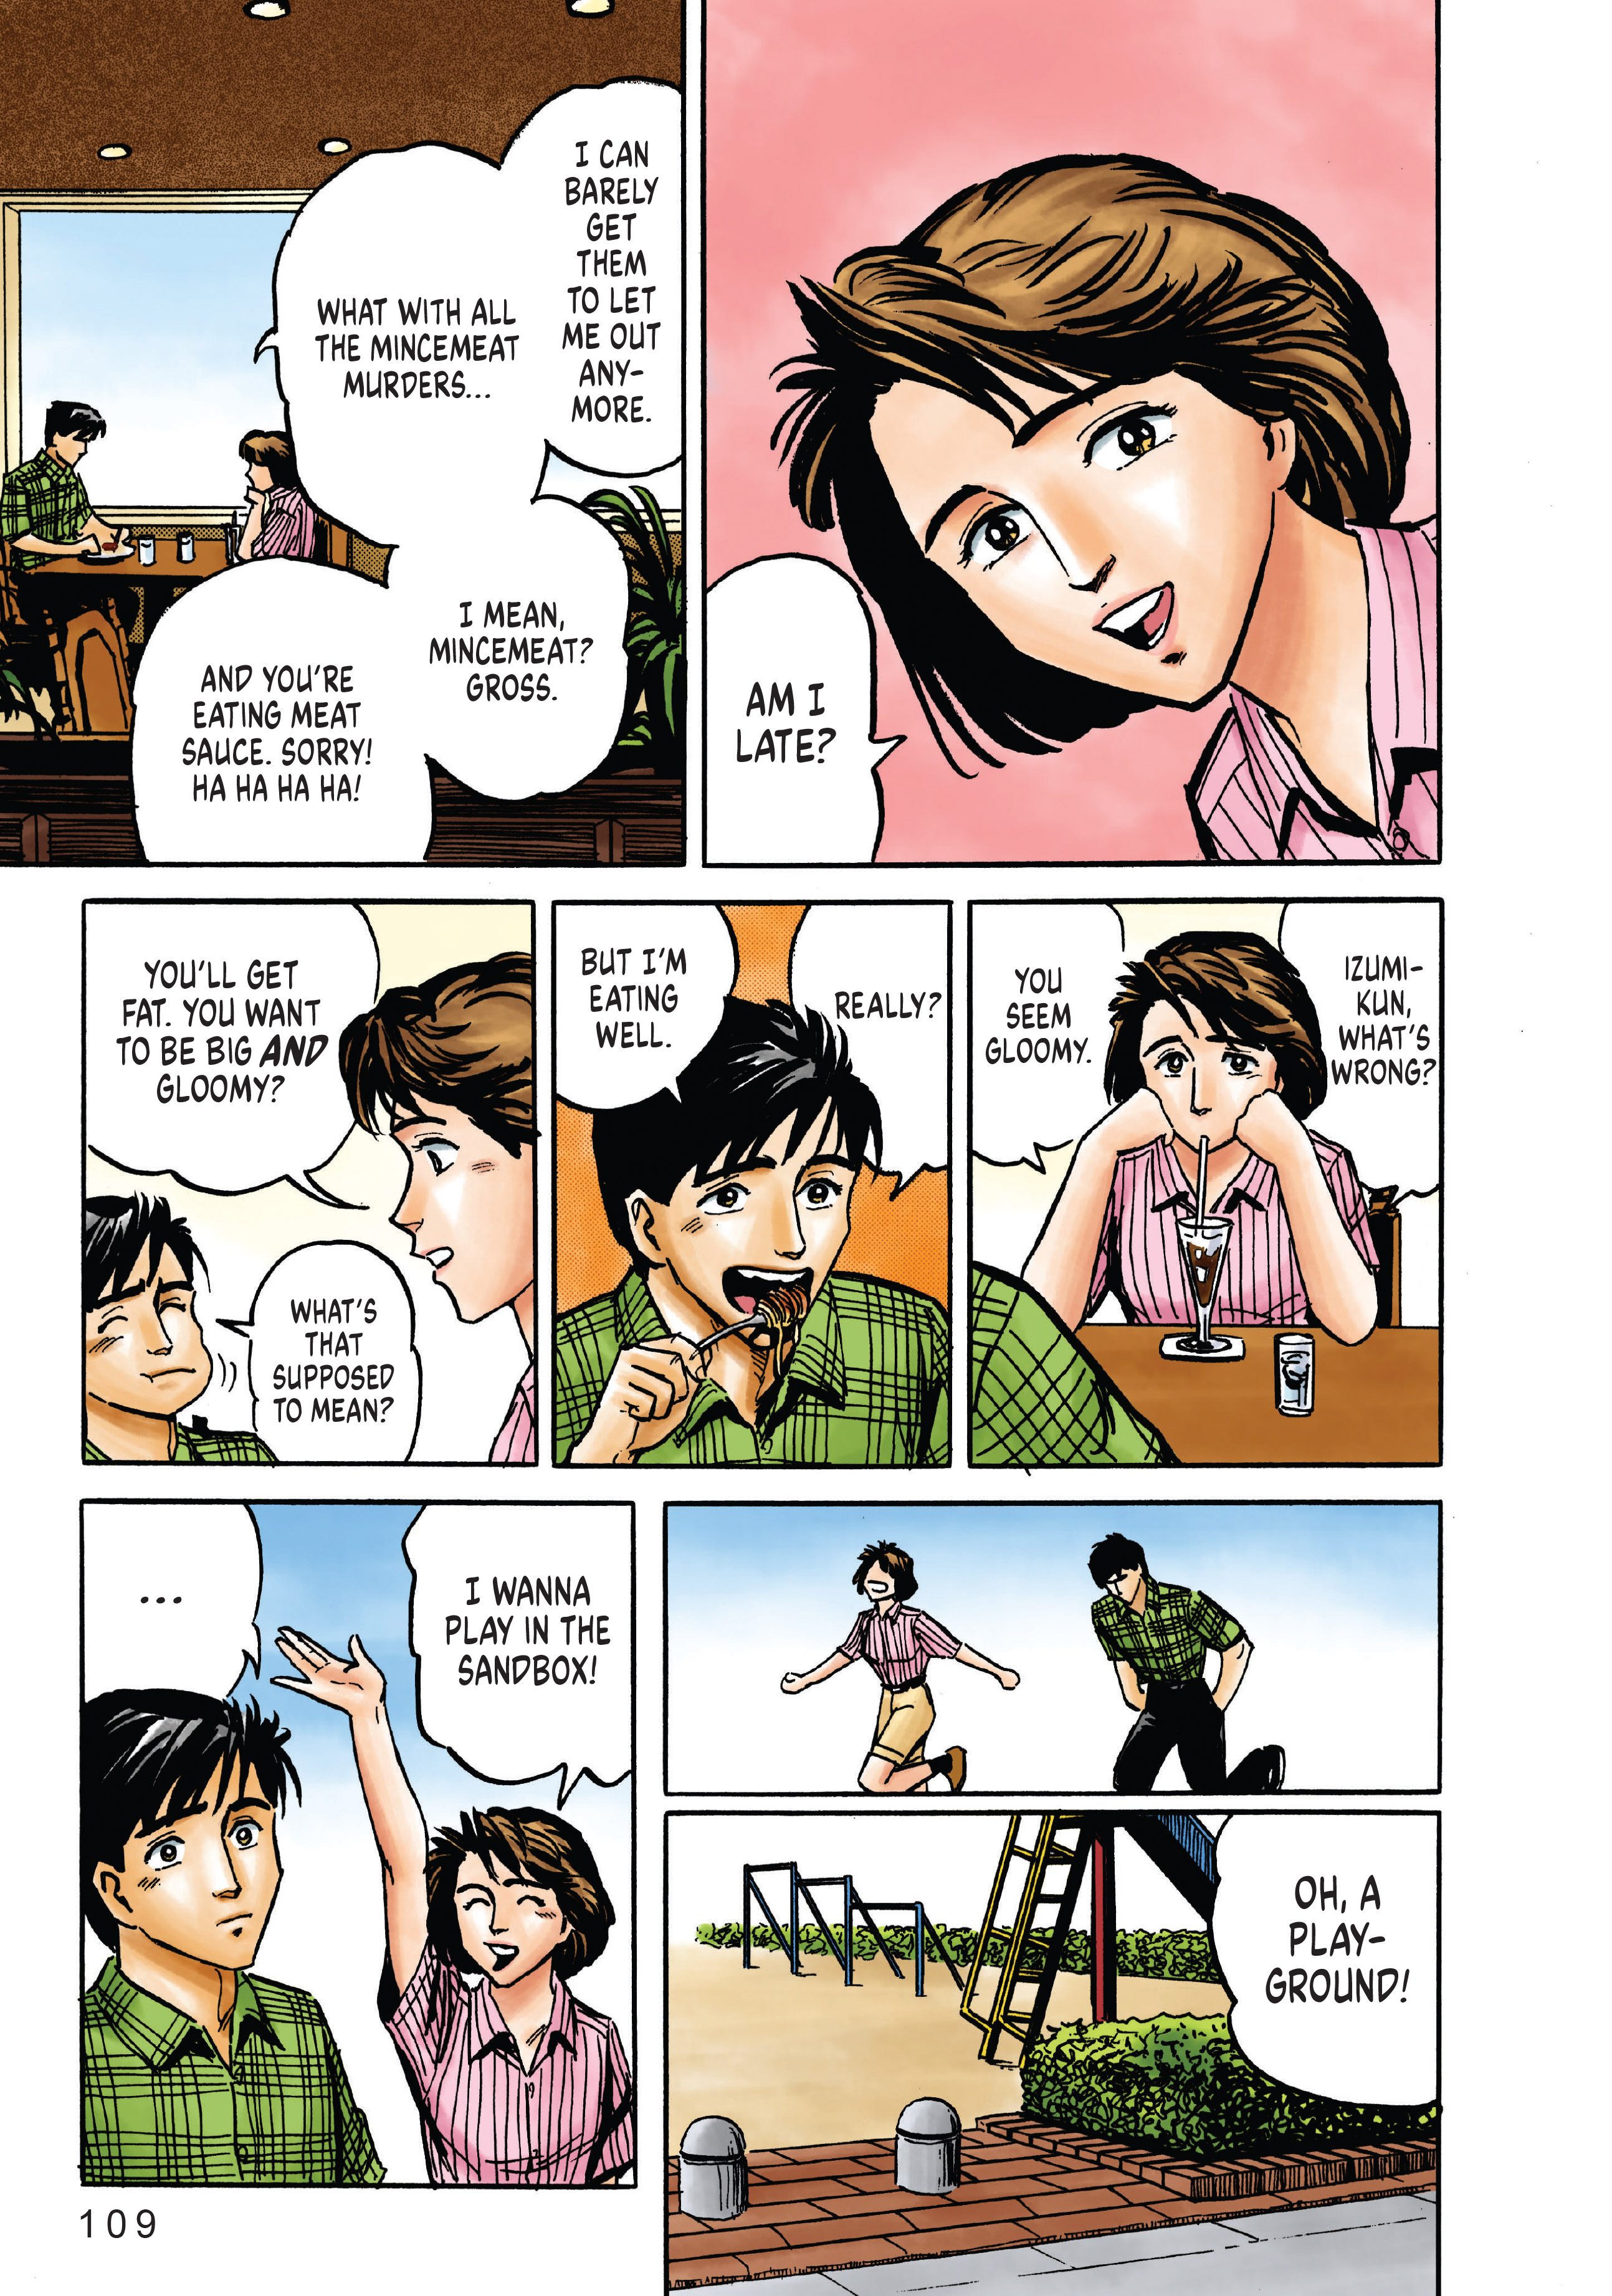 AM I
LATE?
I CAN
BARELY
GET
THEM
TO LET
ME OUT
ANY-
MORE.
WHAT WITH ALL
THE MINCEMEAT
MURDERS...
I MEAN,
MINCEMEAT?
GROSS.
AND YOU'RE
EATING MEAT
SAUCE. SORRY!
HA HA HA HA!
IZUMI-
KUN,
WHAT'S
WRONG?
YOU
SEEM
GLOOMY.
REALLY?
BUT I'M
EATING
WELL.
YOU'LL GET
FAT. YOU WANT
TO BE BIG AND
GLOOMY?
WHAT'S
THAT
SUPPOSED
TO MEAN?
OH, A
PLAY-
GROUND!
I WANNA
PLAY IN THE
SANDBOX!
...
109